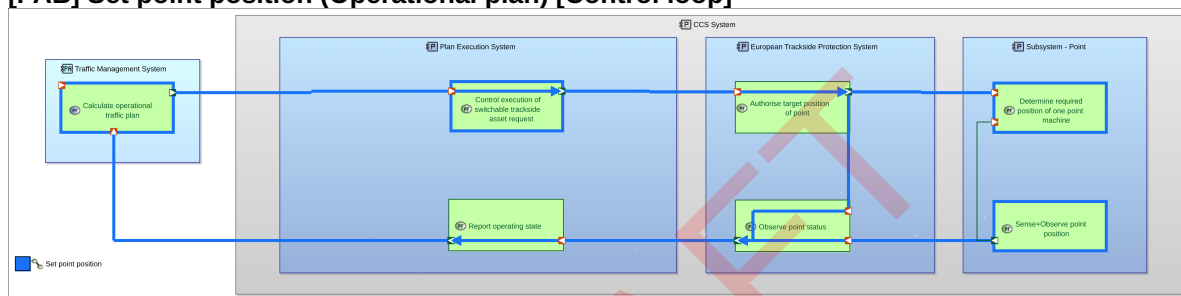 [PAB] Set point position (Operational plan) [Control loop]
CCS System
Plan Execution System
European Trackside Protection System
Subsystem - Point
Traffic Management System
Calculate operational
traffic plan
Control execution of
switchable trackside
asset request
Authorise target position
of point
Determine required
position of one point
machine
Report operating state
Observe point status
Sense+Observe point
position
Set point position